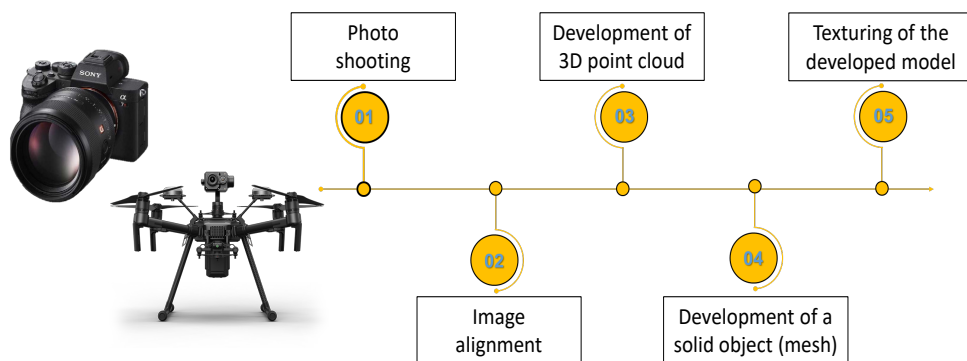 SONY
α
7
Photo
shooting
01
Image
alignment
02
Development of
3D point cloud
03
Development of a
solid object (mesh)
04
Texturing of the
developed model
05